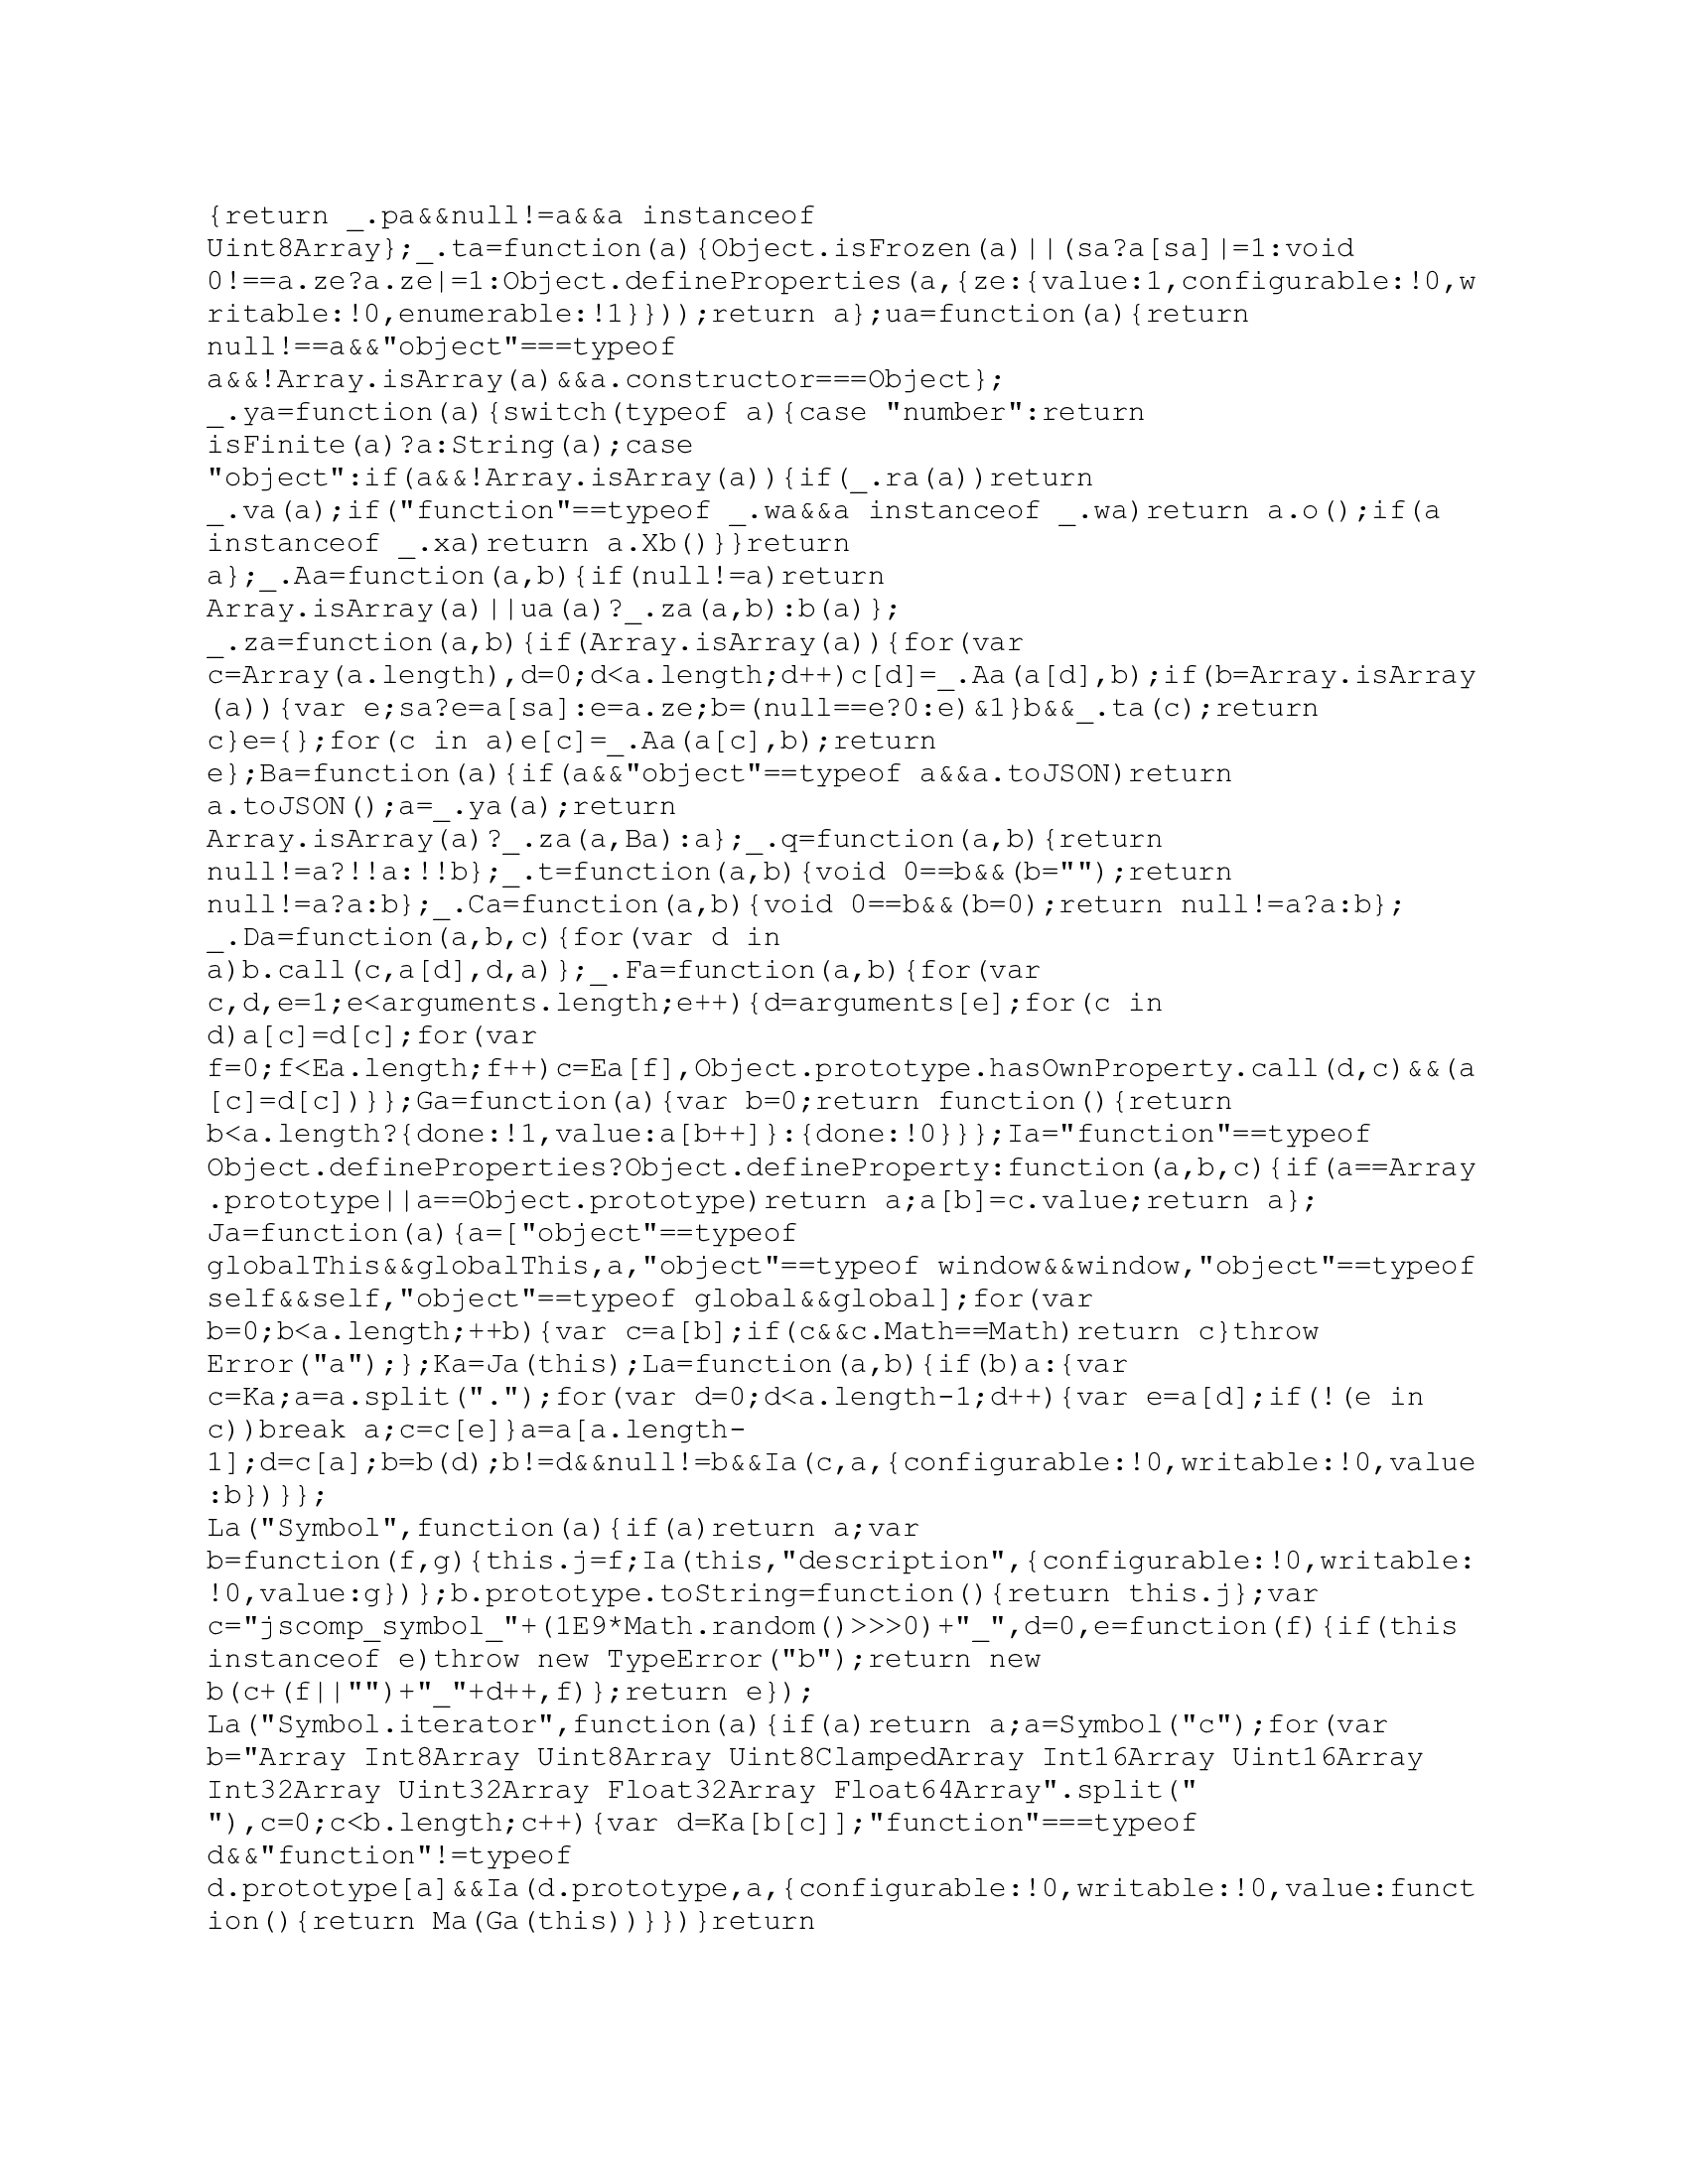 {return _.pa&&null!=a&&a instanceof
Uint8Array};_.ta=function(a){Object.isFrozen(a)||(sa?a[sa]|=1:void
0!==a.ze?a.ze|=1:Object.defineProperties(a,{ze:{value:1,configurable:!0,w
ritable:!0,enumerable:!1}}));return a};ua=function(a){return
null!==a&&"object"===typeof
a&&!Array.isArray(a)&&a.constructor===Object};
_.ya=function(a){switch(typeof a){case "number":return
isFinite(a)?a:String(a);case
"object":if(a&&!Array.isArray(a)){if(_.ra(a))return
_.va(a);if("function"==typeof _.wa&&a instanceof _.wa)return a.o();if(a
instanceof _.xa)return a.Xb()}}return
a};_.Aa=function(a,b){if(null!=a)return
Array.isArray(a)||ua(a)?_.za(a,b):b(a)};
_.za=function(a,b){if(Array.isArray(a)){for(var
c=Array(a.length),d=0;d<a.length;d++)c[d]=_.Aa(a[d],b);if(b=Array.isArray
(a)){var e;sa?e=a[sa]:e=a.ze;b=(null==e?0:e)&1}b&&_.ta(c);return
c}e={};for(c in a)e[c]=_.Aa(a[c],b);return
e};Ba=function(a){if(a&&"object"==typeof a&&a.toJSON)return
a.toJSON();a=_.ya(a);return
Array.isArray(a)?_.za(a,Ba):a};_.q=function(a,b){return
null!=a?!!a:!!b};_.t=function(a,b){void 0==b&&(b="");return
null!=a?a:b};_.Ca=function(a,b){void 0==b&&(b=0);return null!=a?a:b};
_.Da=function(a,b,c){for(var d in
a)b.call(c,a[d],d,a)};_.Fa=function(a,b){for(var
c,d,e=1;e<arguments.length;e++){d=arguments[e];for(c in
d)a[c]=d[c];for(var
f=0;f<Ea.length;f++)c=Ea[f],Object.prototype.hasOwnProperty.call(d,c)&&(a
[c]=d[c])}};Ga=function(a){var b=0;return function(){return
b<a.length?{done:!1,value:a[b++]}:{done:!0}}};Ia="function"==typeof
Object.defineProperties?Object.defineProperty:function(a,b,c){if(a==Array
.prototype||a==Object.prototype)return a;a[b]=c.value;return a};
Ja=function(a){a=["object"==typeof
globalThis&&globalThis,a,"object"==typeof window&&window,"object"==typeof
self&&self,"object"==typeof global&&global];for(var
b=0;b<a.length;++b){var c=a[b];if(c&&c.Math==Math)return c}throw
Error("a");};Ka=Ja(this);La=function(a,b){if(b)a:{var
c=Ka;a=a.split(".");for(var d=0;d<a.length-1;d++){var e=a[d];if(!(e in
c))break a;c=c[e]}a=a[a.length-
1];d=c[a];b=b(d);b!=d&&null!=b&&Ia(c,a,{configurable:!0,writable:!0,value
:b})}};
La("Symbol",function(a){if(a)return a;var
b=function(f,g){this.j=f;Ia(this,"description",{configurable:!0,writable:
!0,value:g})};b.prototype.toString=function(){return this.j};var
c="jscomp_symbol_"+(1E9*Math.random()>>>0)+"_",d=0,e=function(f){if(this
instanceof e)throw new TypeError("b");return new
b(c+(f||"")+"_"+d++,f)};return e});
La("Symbol.iterator",function(a){if(a)return a;a=Symbol("c");for(var
b="Array Int8Array Uint8Array Uint8ClampedArray Int16Array Uint16Array
Int32Array Uint32Array Float32Array Float64Array".split("
"),c=0;c<b.length;c++){var d=Ka[b[c]];"function"===typeof
d&&"function"!=typeof
d.prototype[a]&&Ia(d.prototype,a,{configurable:!0,writable:!0,value:funct
ion(){return Ma(Ga(this))}})}return